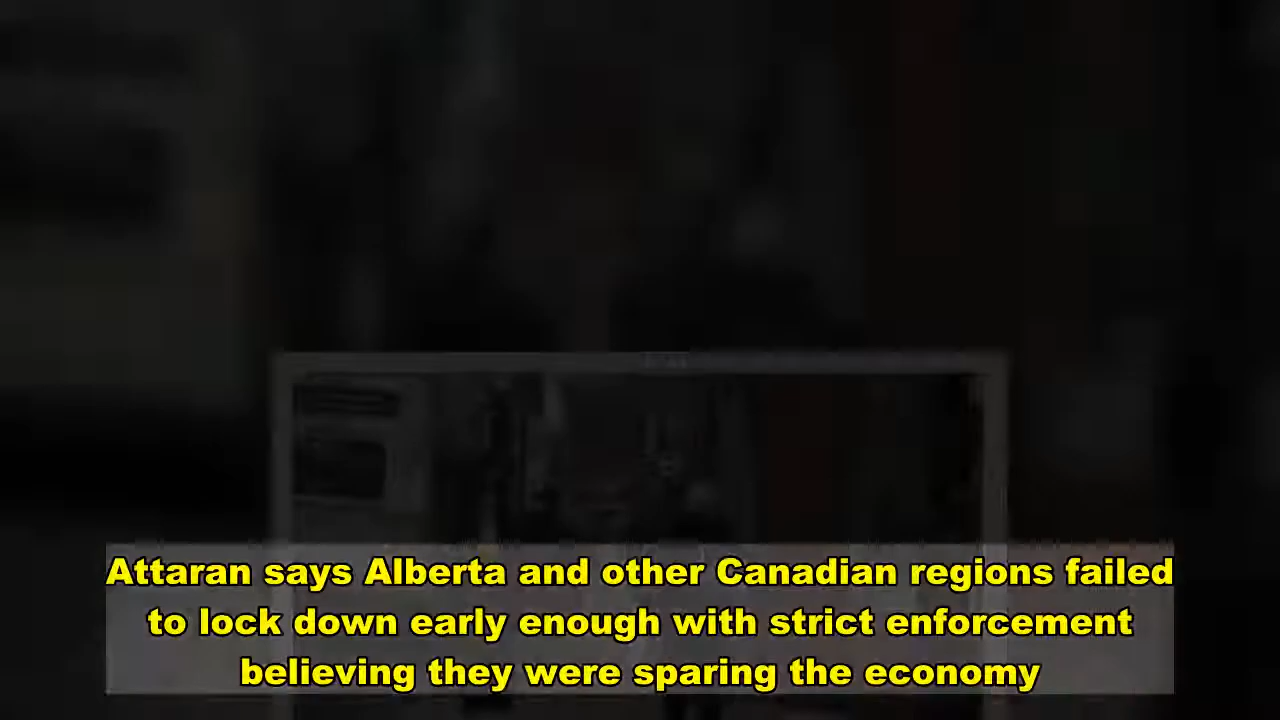 Attaran says Alberta and other Canadian regions failed
to lock down early enough with strict enforcement
believing they were sparing the economy